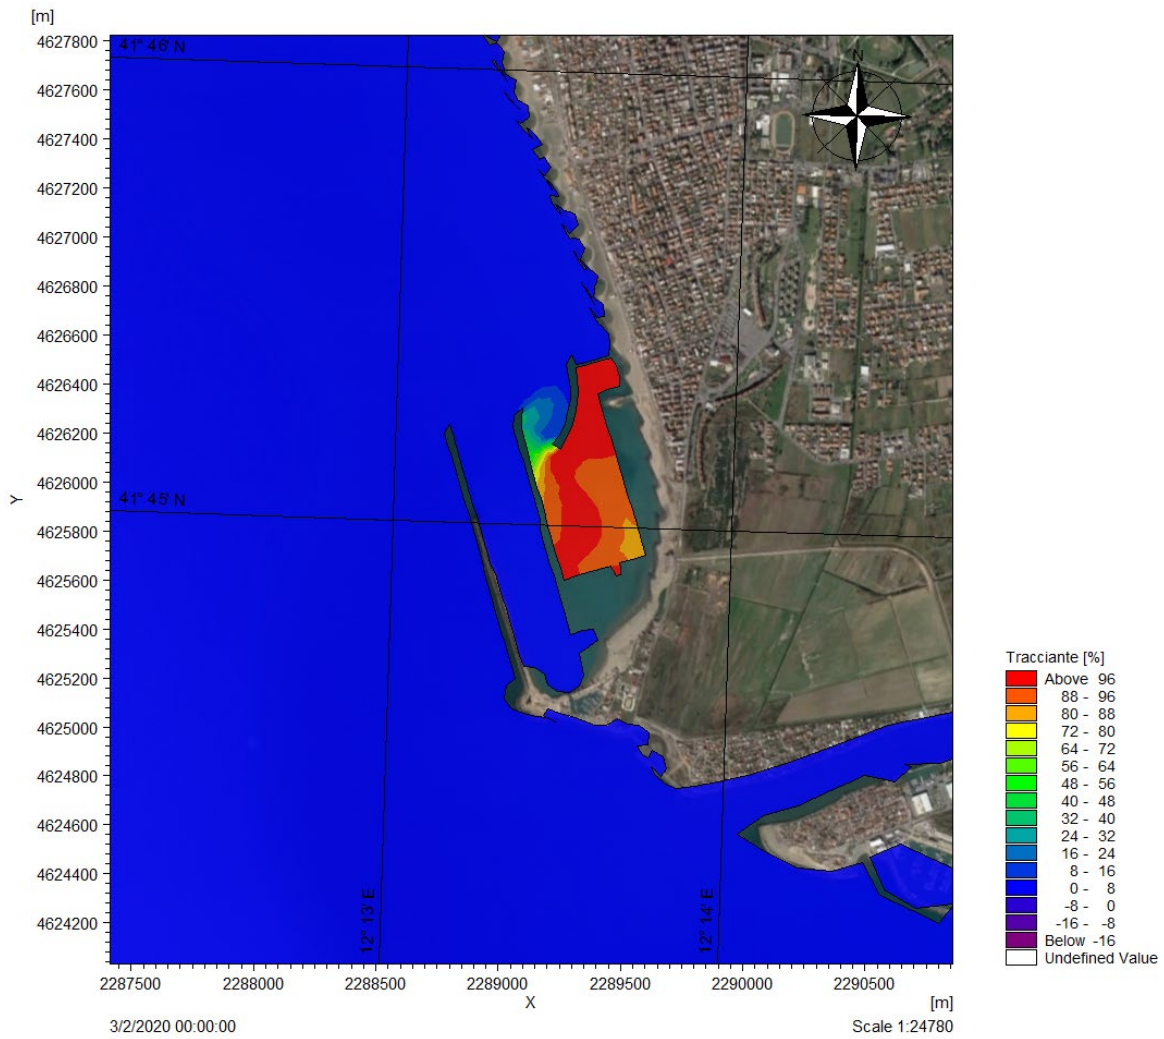 [m]
4627800
4627600
4627400
4627200
4627000
4626800
4626600
4626400
4626200
4626000
4625800
4625600
4625400
4625200
4625000
4624800
4624600
4624400
4624200
Y
41° 46' N
41° 45' N
12° 13' E
12° 14' E
N
2287500 2288000 2288500 2289000 2289500 2290000 2290500
X
[m]
3/2/2020 00:00:00
Scale 1:24780
Tracciante [%]
Above 96
88 - 96
80 - 88
72 - 80
64 - 72
56 - 64
48 - 56
40 - 48
32 - 40
24 - 32
16 - 24
8 - 16
0 - 8
-8 - 0
-16 - -8
Below -16
Undefined Value